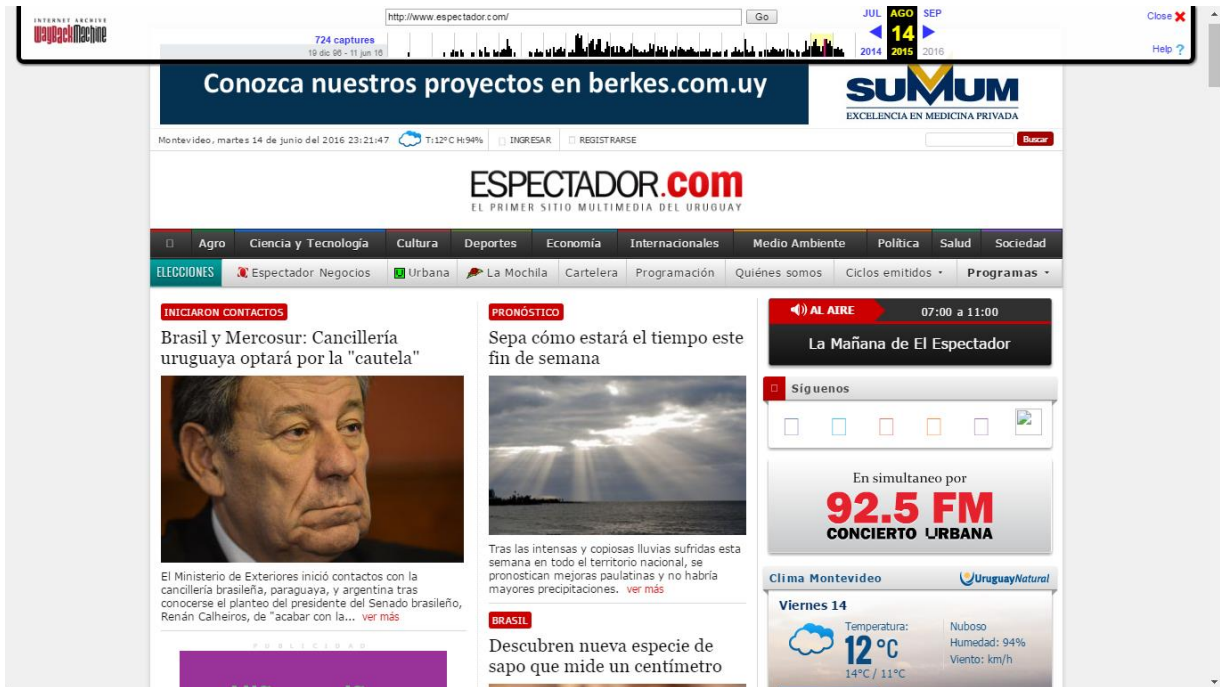 INTERNET ARCHIVE
WayBackMachine
http://www.espectador.com/
Go
724 captures
19 dic 96 - 11 jun 16
JUL AGO SEP
14
2014 2015 2016
Close
Help ?
Conozca nuestros proyectos en berkes.com.uy
SUMUM
EXCELENCIA EN MEDICINA PRIVADA
Montevideo, martes 14 de junio del 2016 23:21:47 T:12ºC H:94% INGRESAR REGISTRARSE
Buscar
ESPECTADOR.com
EL PRIMER SITIO MULTIMEDIA DEL URUGUAY
Agro Ciencia y Tecnología Cultura Deportes Economía Internacionales Medio Ambiente Política Salud Sociedad
ELECCIONES Espectador Negocios Urbana La Mochila Cartelera Programación Quiénes somos Ciclos emitidos Programas
INICIARON CONTACTOS
Brasil y Mercosur: Cancillería
uruguaya optará por la "cautela"
El Ministerio de Exteriores inició contactos con la
cancillería brasileña, paraguaya, y argentina tras
conocerse el planteo del presidente del Senado brasileño,
Renán Calheiros, de "acabar con la... ver más
PUBLICIDAD
PRONÓSTICO
Sepa cómo estará el tiempo este
fin de semana
Tras las intensas y copiosas lluvias sufridas esta
semana en todo el territorio nacional, se
pronostican mejoras paulatinas y no habría
mayores precipitaciones. ver más
BRASIL
Descubren nueva especie de
sapo que mide un centímetro
AL AIRE 07:00 a 11:00
La Mañana de El Espectador
Síguenos
En simultaneo por
92.5 FM
CONCIERTO URBANA
Clima Montevideo UruguayNatural
Viernes 14
Temperatura:
12 ºC
14ºC / 11ºC
Nuboso
Humedad: 94%
Viento: km/h